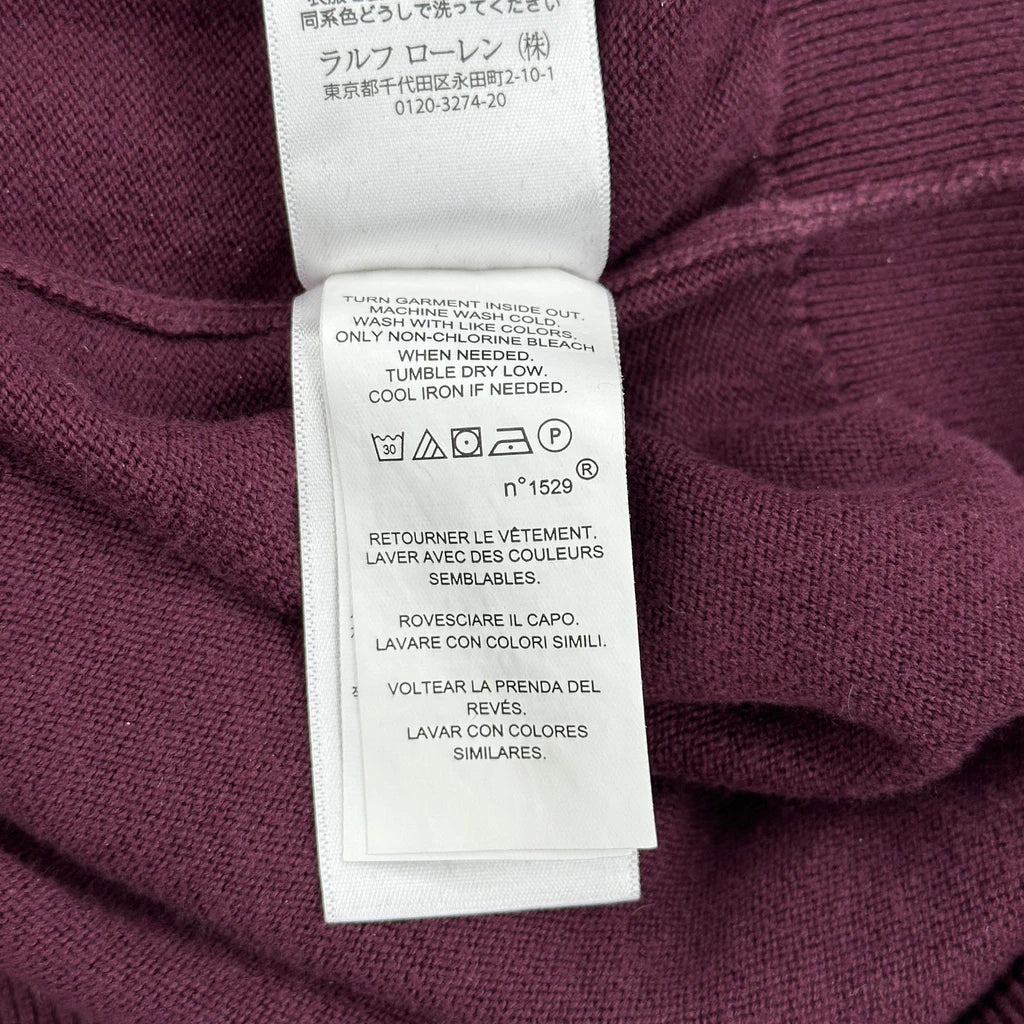 同系色どうしで洗ってください
ラルフ ローレン (株)
東京都千代田区永田町2-10-1
0120-3274-20
TURN GARMENT INSIDE OUT.
MACHINE WASH COLD.
WASH WITH LIKE COLORS.
ONLY NON-CHLORINE BLEACH
WHEN NEEDED.
TUMBLE DRY LOW.
COOL IRON IF NEEDED.
30 P
n°1529 ®
RETOURNER LE VÊTEMENT.
LAVER AVEC DES COULEURS
SEMBLABLES.
ROVESCIARE IL CAPO.
LAVARE CON COLORI SIMILI.
VOLTEAR LA PRENDA DEL
REVÉS.
LAVAR CON COLORES
SIMILARES.